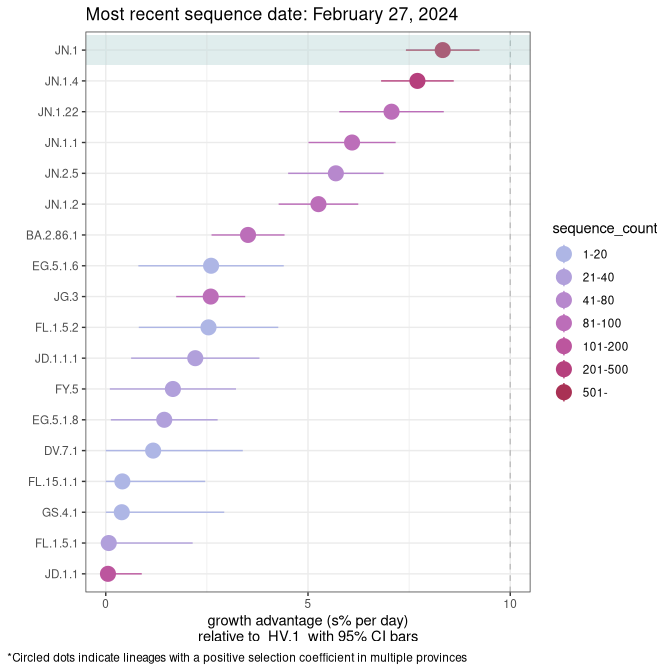 Most recent sequence date: February 27, 2024
JN.1
JN.1.4
JN.1.22
JN.1.1
JN.2.5
JN.1.2
BA.2.86.1
EG.5.1.6
JG.3
FL.1.5.2
JD.1.1.1
FY.5
EG.5.1.8
DV.7.1
FL.15.1.1
GS.4.1
FL.1.5.1
JD.1.1
0 5 10
growth advantage (s% per day)
relative to HV.1 with 95% CI bars
*Circled dots indicate lineages with a positive selection coefficient in multiple provinces
sequence_count
1-20
21-40
41-80
81-100
101-200
201-500
501-